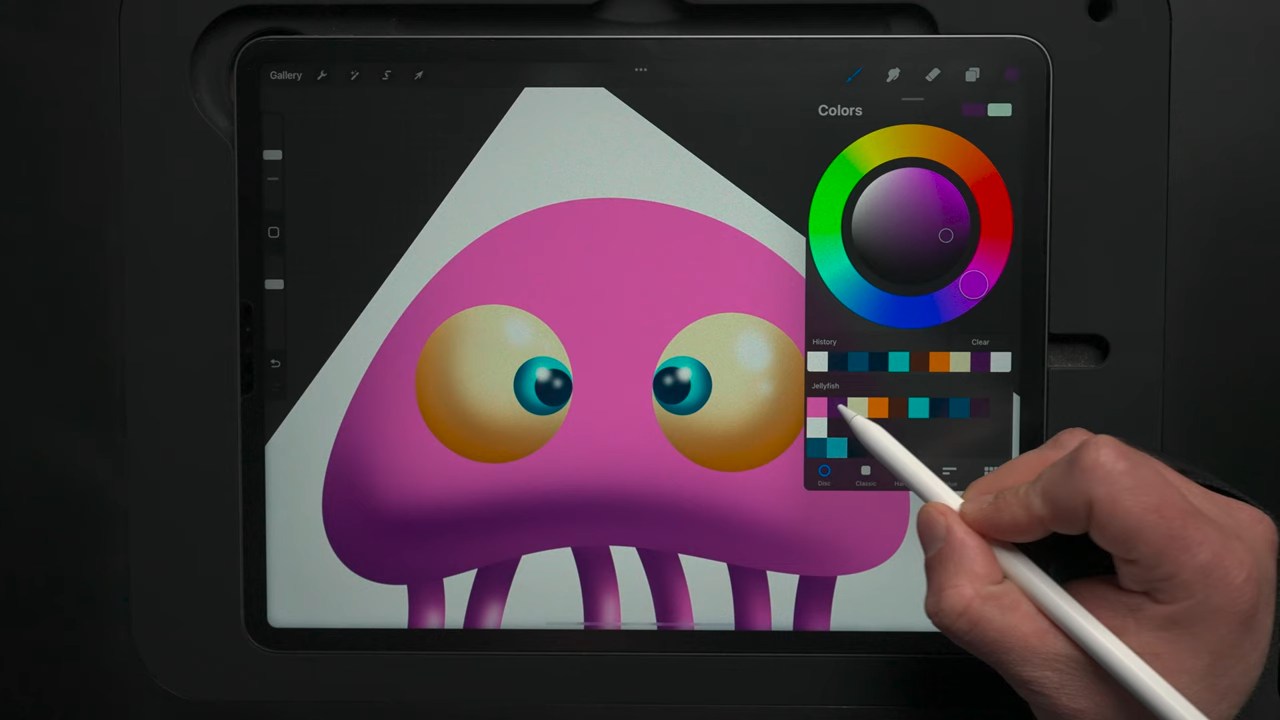 Gallery
Colors
History Clear
Jellyfish
Disc Classic